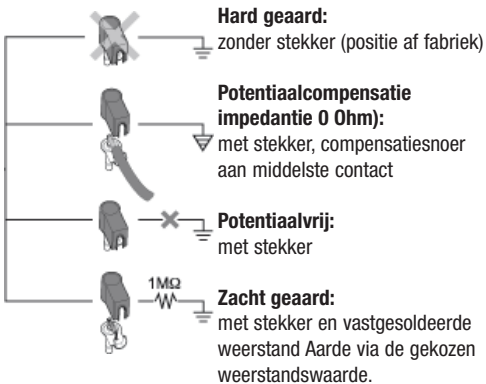 Hard geaard:
zonder stekker (positie af fabriek)
Potentiaalcompensatie
impedantie 0 Ohm):
met stekker, compensatiesnoer
aan middelste contact
Potentiaalvrij:
met stekker
1MΩ
Zacht geaard:
met stekker en vastgesoldeerde
weerstand Aarde via de gekozen
weerstandswaarde.